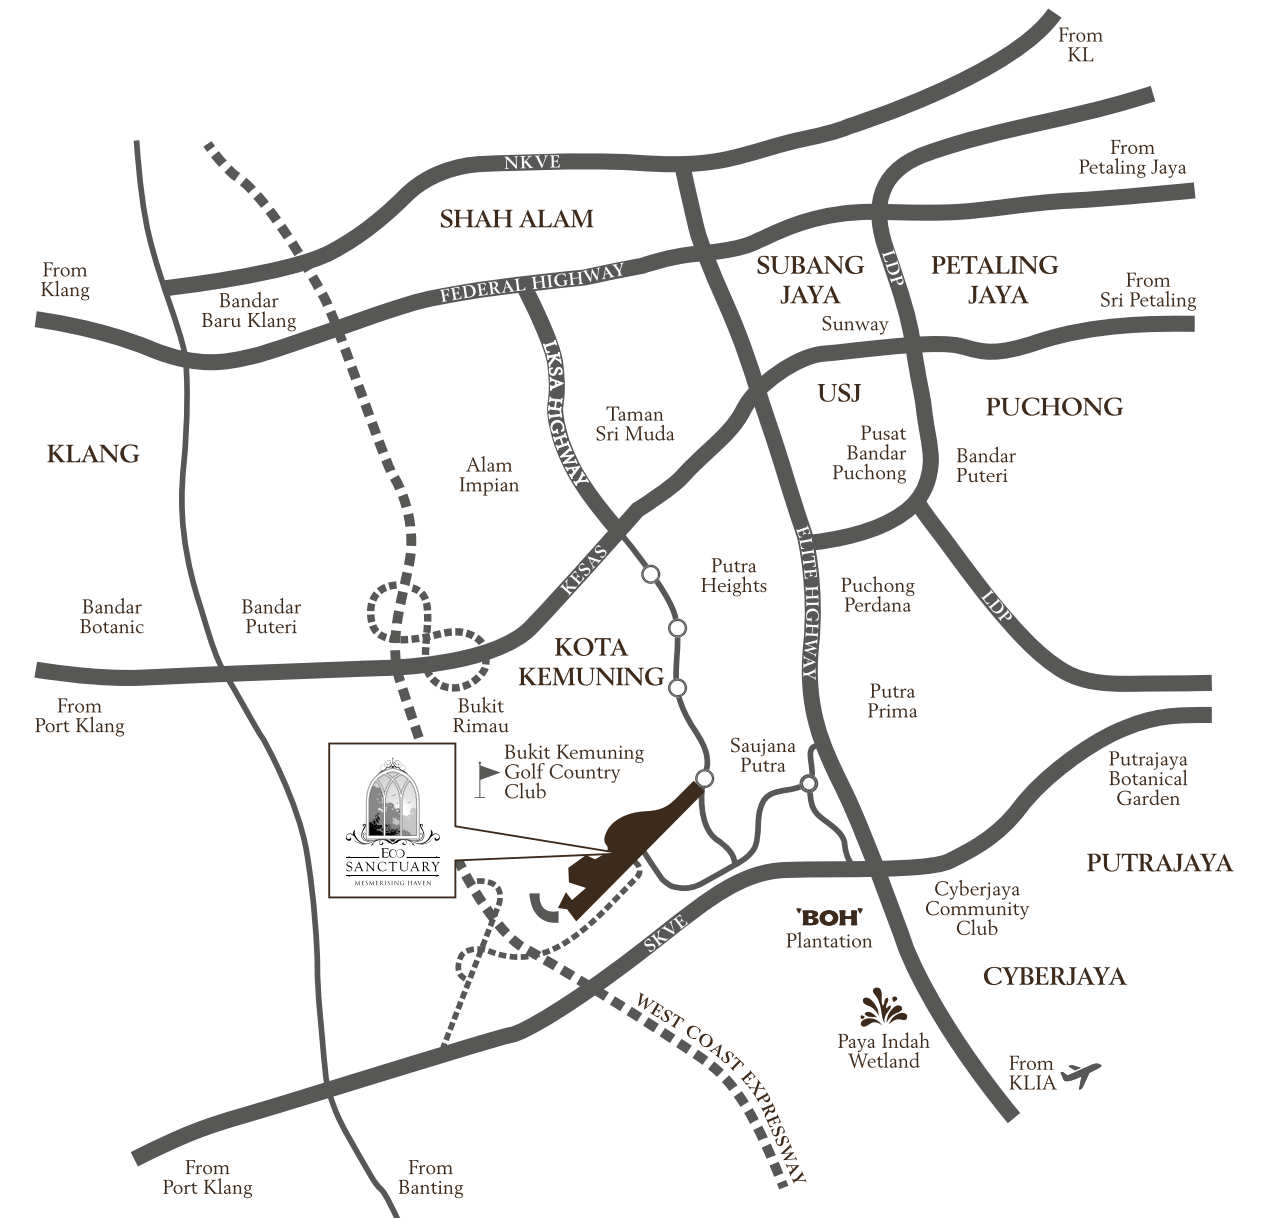 From
KL
NKVE
From
Petaling Jaya
SHAH ALAM
From
Klang
Bandar
Baru Klang
FEDERAL HIGHWAY
SUBANG
JAYA
LDP
PETALING
JAYA
From
Sri Petaling
Sunway
LKSA HIGHWAY
USJ
PUCHONG
Taman
Sri Muda
KLANG
Alam
Impian
Pusat
Bandar
Puchong
Bandar
Puteri
KESAS
ELITE HIGHWAY
Putra
Heights
Puchong
Perdana
LDP
Bandar
Botanic
Bandar
Puteri
KOTA
KEMUNING
From
Port Klang
Bukit
Rimau
Putra
Prima
Bukit Kemuning
Golf Country
Club
Saujana
Putra
Putrajaya
Botanical
Garden
ECO
SANCTUARY
MESMERISING HAVEN
PUTRAJAYA
SKVE
'BOH'
Plantation
Cyberjaya
Community
Club
CYBERJAYA
WEST COAST EXPRESSWAY
Paya Indah
Wetland
From
KLIA
From
Port Klang
From
Banting